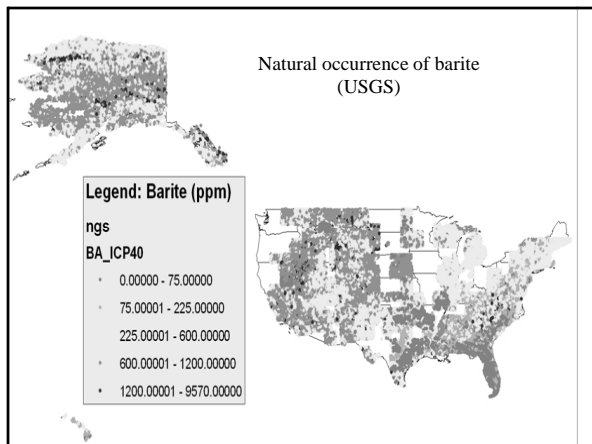 Natural occurrence of barite
(USGS)
Legend: Barite (ppm)
ngs
BA_ICP40
0.00000 - 75.00000
75.00001 - 225.00000
225.00001 - 600.00000
600.00001 - 1200.00000
1200.00001 - 9570.00000